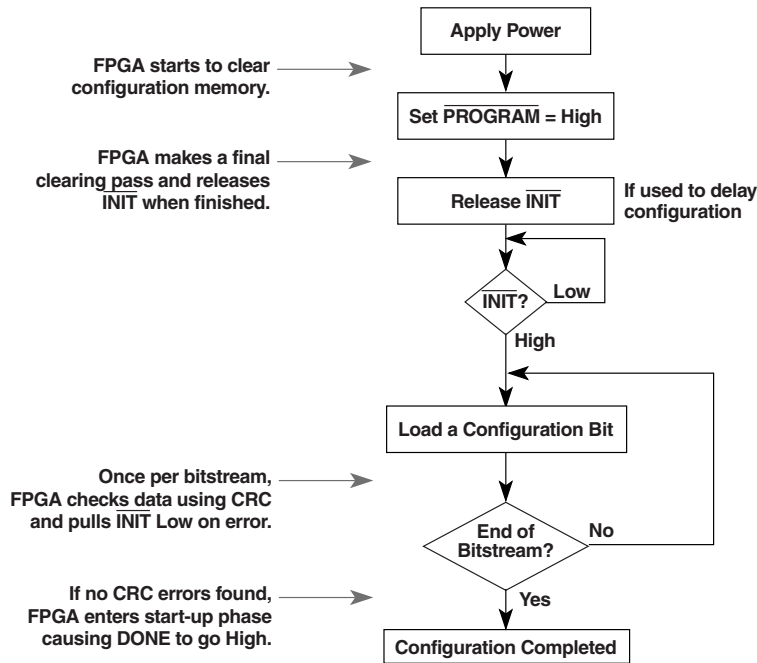 Apply Power
FPGA starts to clear
configuration memory.
Set PROGRAM = High
FPGA makes a final
clearing pass and releases
INIT when finished.
Release INIT
If used to delay
configuration
INIT?
Low
High
Load a Configuration Bit
Once per bitstream,
FPGA checks data using CRC
and pulls INIT Low on error.
End of
Bitstream?
No
Yes
If no CRC errors found,
FPGA enters start-up phase
causing DONE to go High.
Configuration Completed